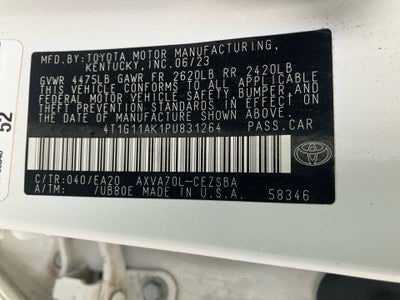 MFD.BY:TOYOTA MOTOR MANUFACTURING,
KENTUCKY, INC. 06/23
GVWR 4475LB GAWR FR 2620LB RR 2420LB
THIS VEHICLE CONFORMS TO ALL APPLICABLE
FEDERAL MOTOR VEHICLE SAFETY, BUMPER, AND
THEFT PREVENTION STANDARDS IN EFFECT ON
THE DATE OF MANUFACTURE SHOWN ABOVE.
4T1G11AK1PU831264 PASS.CAR
C/TR:040/EA20 AXVA70L-CEZSBA
A/TM: /UB80E MADE IN U.S.A. 58346
TOYOTA
52